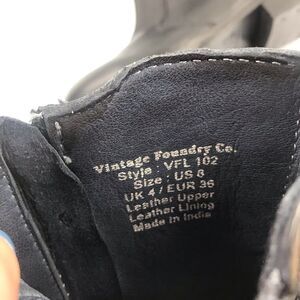 Vintage Foundry Co.
Style : VFL 102
Size : US 8
UK 4 / EUR 36
Leather Upper
Leather Lining
Made in India